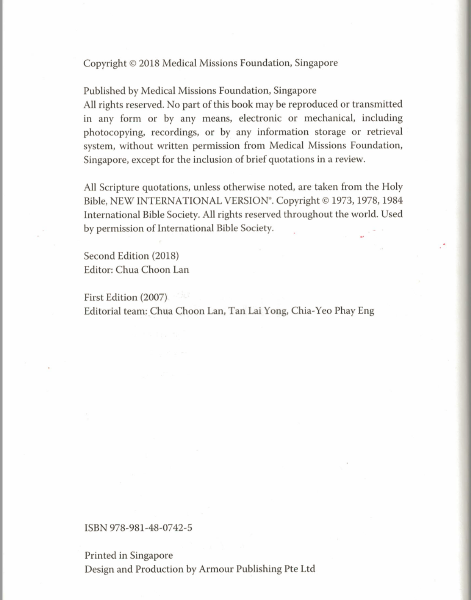 Copyright © 2018 Medical Missions Foundation, Singapore
Published by Medical Missions Foundation, Singapore
All rights reserved. No part of this book may be reproduced or transmitted
in any form or by any means, electronic or mechanical, including
photocopying, recordings, or by any information storage or retrieval
system, without written permission from Medical Missions Foundation,
Singapore, except for the inclusion of brief quotations in a review.
All Scripture quotations, unless otherwise noted, are taken from the Holy
Bible, NEW INTERNATIONAL VERSION®. Copyright © 1973, 1978, 1984
International Bible Society. All rights reserved throughout the world. Used
by permission of International Bible Society.
Second Edition (2018)
Editor: Chua Choon Lan
First Edition (2007)
Editorial team: Chua Choon Lan, Tan Lai Yong, Chia-Yeo Phay Eng
ISBN 978-981-48-0742-5
Printed in Singapore
Design and Production by Armour Publishing Pte Ltd